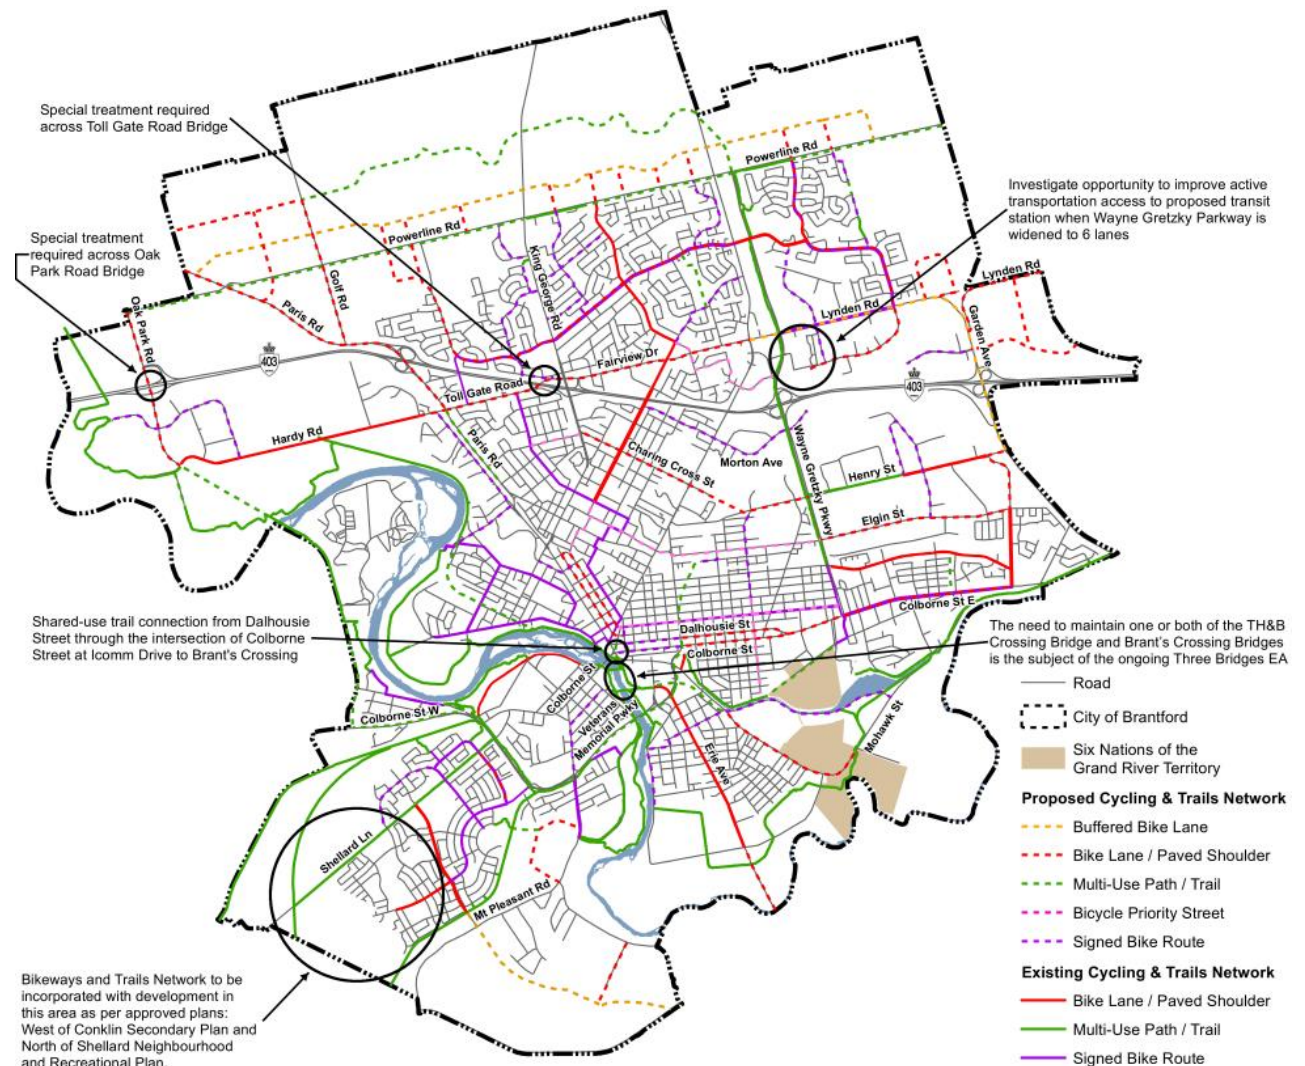 Special treatment required
across Toll Gate Road Bridge
Special treatment
required across Oak
Park Road Bridge
Investigate opportunity to improve active
transportation access to proposed transit
station when Wayne Gretzky Parkway is
widened to 6 lanes
Powerline Rd
Powerline Rd
King George Rd
Golf Rd
Paris Rd
Oak Park Rd
403
Lynden Rd
Lynden Rd
Garden Ave
Fairview Dr
Toll Gate Road
403
Hardy Rd
Paris Rd
Charing Cross St
Morton Ave
Wayne Gretzky Pkwy
Henry St
Elgin St
Colborne St E
Dalhousie St
Colborne St
Shared-use trail connection from Dalhousie
Street through the intersection of Colborne
Street at Icomm Drive to Brant's Crossing
The need to maintain one or both of the TH&B
Crossing Bridge and Brant's Crossing Bridges
is the subject of the ongoing Three Bridges EA
Colborne St
Colborne St W
Veterans
Memorial Pwky
Erie Ave
Mohawk St
Shellard Ln
Mt Pleasant Rd
Bikeways and Trails Network to be
incorporated with development in
this area as per approved plans:
West of Conklin Secondary Plan and
North of Shellard Neighbourhood
and Recreational Plan.
Road
City of Brantford
Six Nations of the
Grand River Territory
Proposed Cycling & Trails Network
Buffered Bike Lane
Bike Lane / Paved Shoulder
Multi-Use Path / Trail
Bicycle Priority Street
Signed Bike Route
Existing Cycling & Trails Network
Bike Lane / Paved Shoulder
Multi-Use Path / Trail
Signed Bike Route